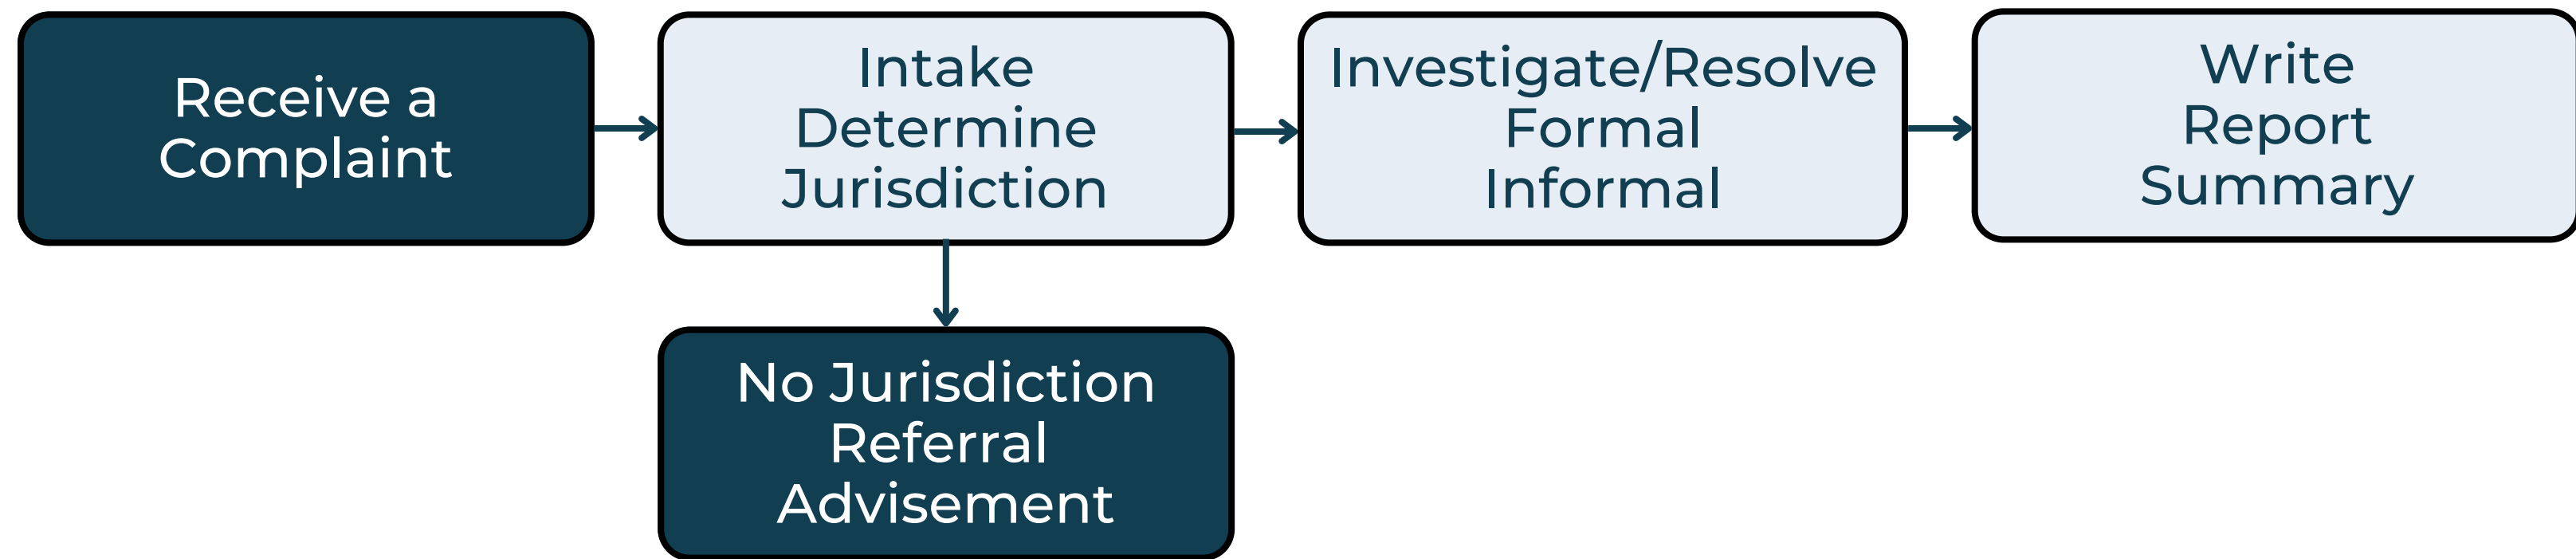 Receive a
Complaint
Intake
Determine
Jurisdiction
Investigate/Resolve
Formal
Informal
Write
Report
Summary
No Jurisdiction
Referral
Advisement